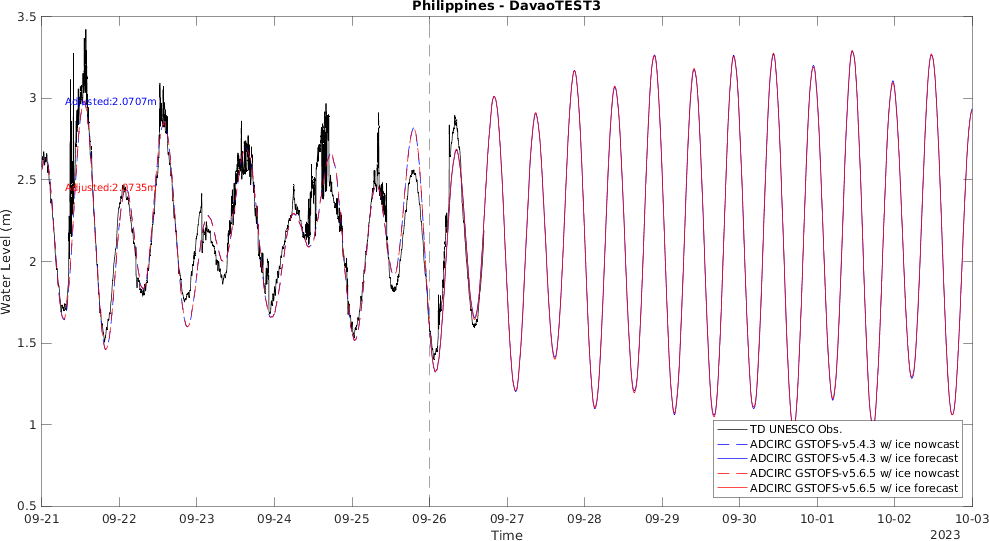 Philippines - DavaoTEST3
Water Level (m)
3.5
3
2.5
2
1.5
1
0.5
Adjusted:2.0707m
Adjusted:2.0735m
TD UNESCO Obs.
ADCIRC GSTOFS-v5.4.3 w/ ice nowcast
ADCIRC GSTOFS-v5.4.3 w/ ice forecast
ADCIRC GSTOFS-v5.6.5 w/ ice nowcast
ADCIRC GSTOFS-v5.6.5 w/ ice forecast
09-21 09-22 09-23 09-24 09-25 09-26 09-27 09-28 09-29 09-30 10-01 10-02 10-03
Time
2023